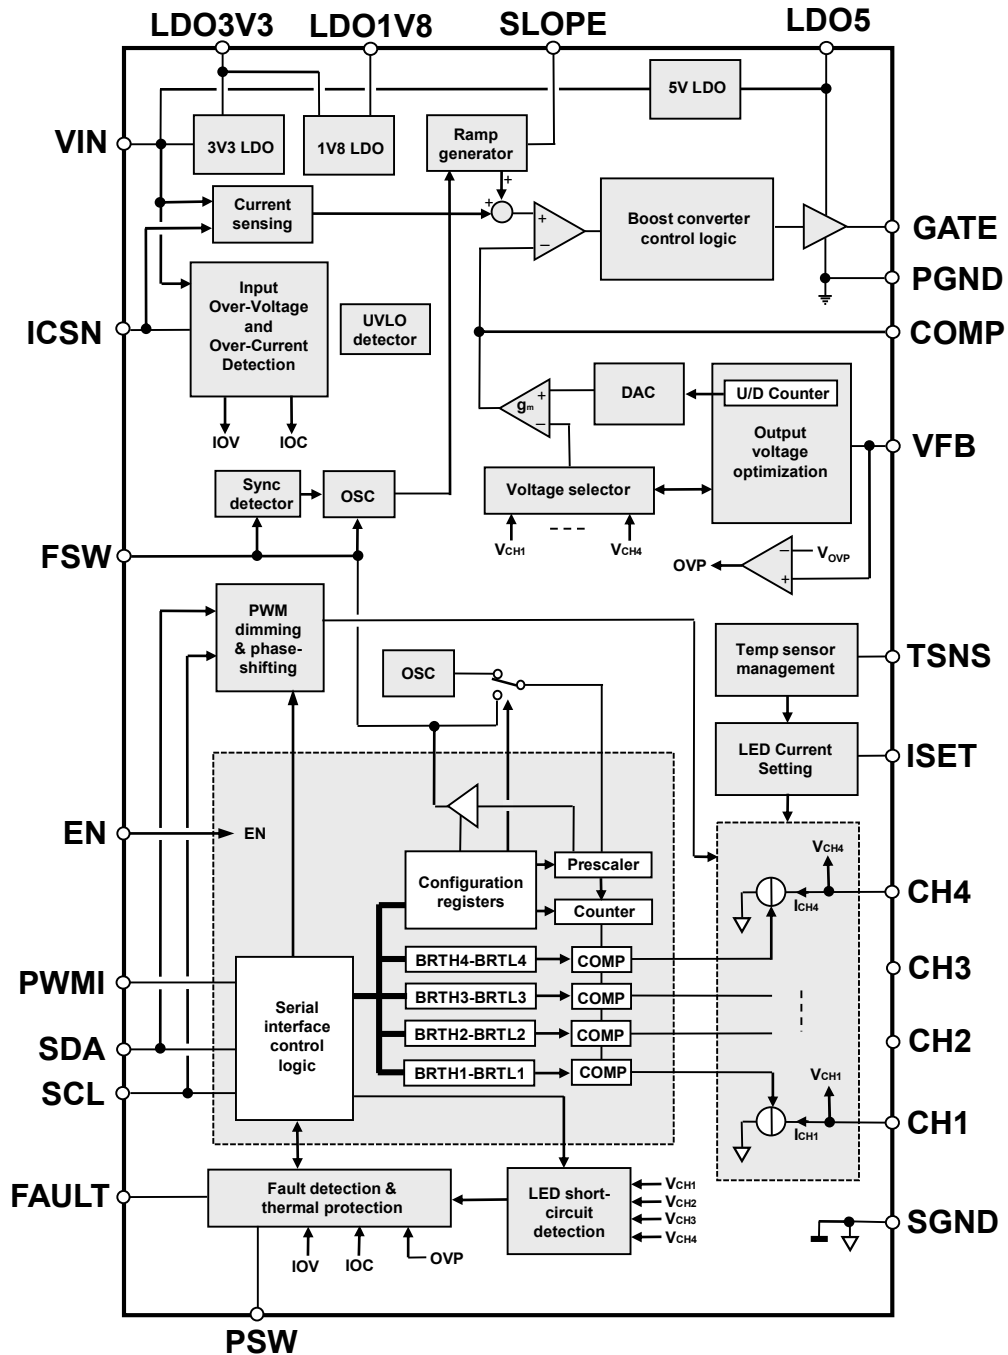 LDO3V3 LDO1V8 SLOPE LDO5
5V LDO
3V3 LDO
1V8 LDO
Ramp
generator
VIN
+
+
Current
sensing
+
−
Boost converter
control logic
GATE
PGND
Input
Over-Voltage
and
Over-Current
Detection
UVLO
detector
ICSN
COMP
IOV
IOC
gm
+
−
DAC
U/D Counter
Output
voltage
optimization
VFB
Sync
detector
OSC
Voltage selector
VCH1
VCH4
FSW
OVP
−
+
VOVP
PWM
dimming
& phase-
shifting
OSC
Temp sensor
management
TSNS
LED Current
Setting
ISET
EN
EN
Configuration
registers
Prescaler
Counter
VCH4
ICH4
CH4
BRTH4-BRTL4
COMP
BRTH3-BRTL3
COMP
BRTH2-BRTL2
COMP
BRTH1-BRTL1
COMP
CH3
CH2
PWMI
SDA
SCL
Serial
interface
control
logic
VCH1
ICH1
CH1
FAULT
Fault detection &
thermal protection
LED short-
circuit
detection
VCH1
VCH2
VCH3
VCH4
SGND
IOV
IOC
OVP
PSW